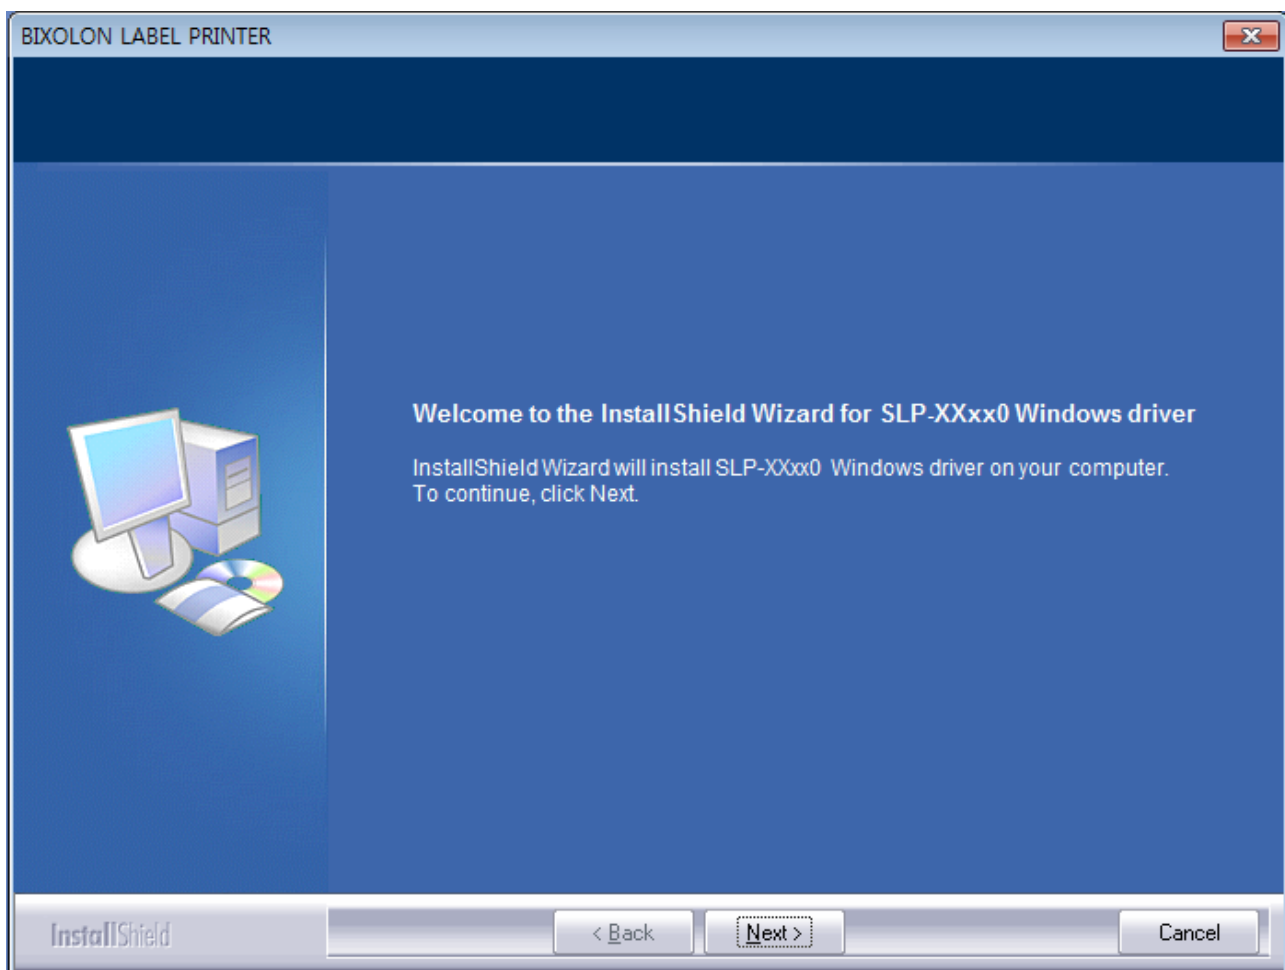 BIXOLON LABEL PRINTER
Welcome to the InstallShield Wizard for SLP-XXxx0 Windows driver
InstallShield Wizard will install SLP-XXxx0 Windows driver on your computer.
To continue, click Next.
InstallShield
< Back
Next >
Cancel